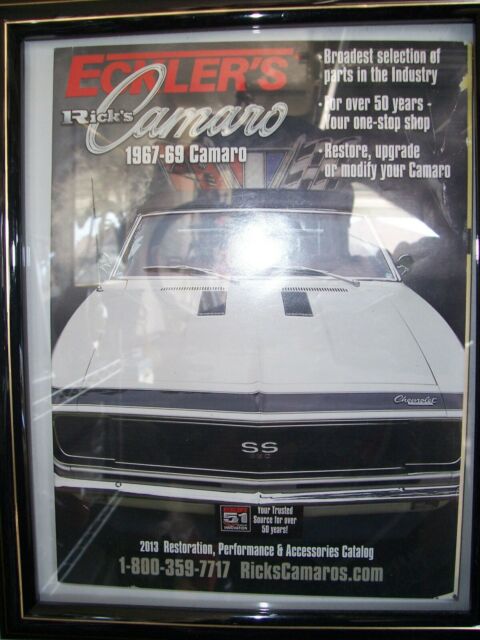 ECKLER'S
Rick's Camaro
1967-69 Camaro
· Broadest selection of
parts in the Industry
· For over 50 years -
Your one-stop shop
· Restore, upgrade
or modify your Camaro
Chevrolet
SS
51
Your Trusted
Source for over
50 years!
2013 Restoration, Performance & Accessories Catalog
1-800-359-7717 RicksCamaros.com